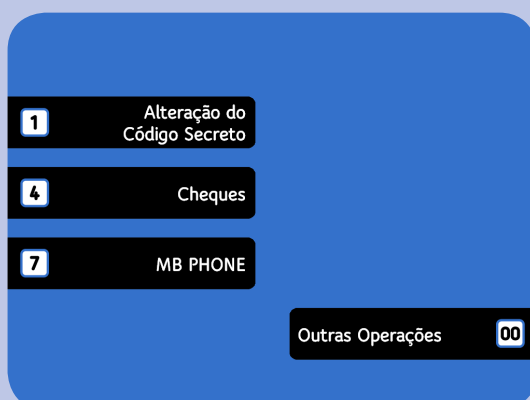 1
Alteração do
Código Secreto
4
Cheques
7
MB PHONE
Outras Operações
00